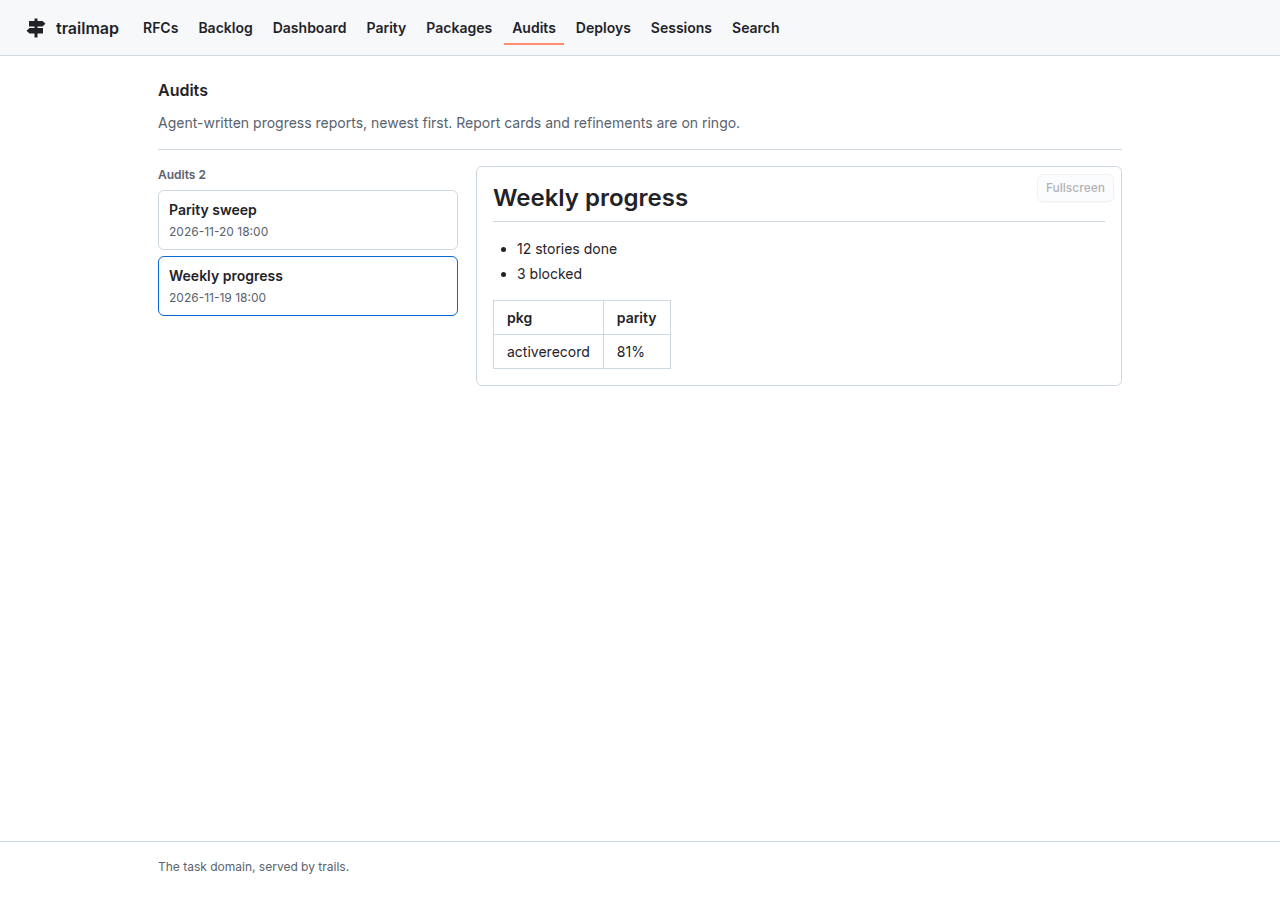 trailmap RFCs Backlog Dashboard Parity Packages Audits Deploys Sessions Search
Audits
Agent-written progress reports, newest first. Report cards and refinements are on ringo.
Audits 2
Parity sweep
2026-11-20 18:00
Weekly progress
2026-11-19 18:00
Weekly progress
Fullscreen
12 stories done
3 blocked
pkg parity
activerecord 81%
The task domain, served by trails.